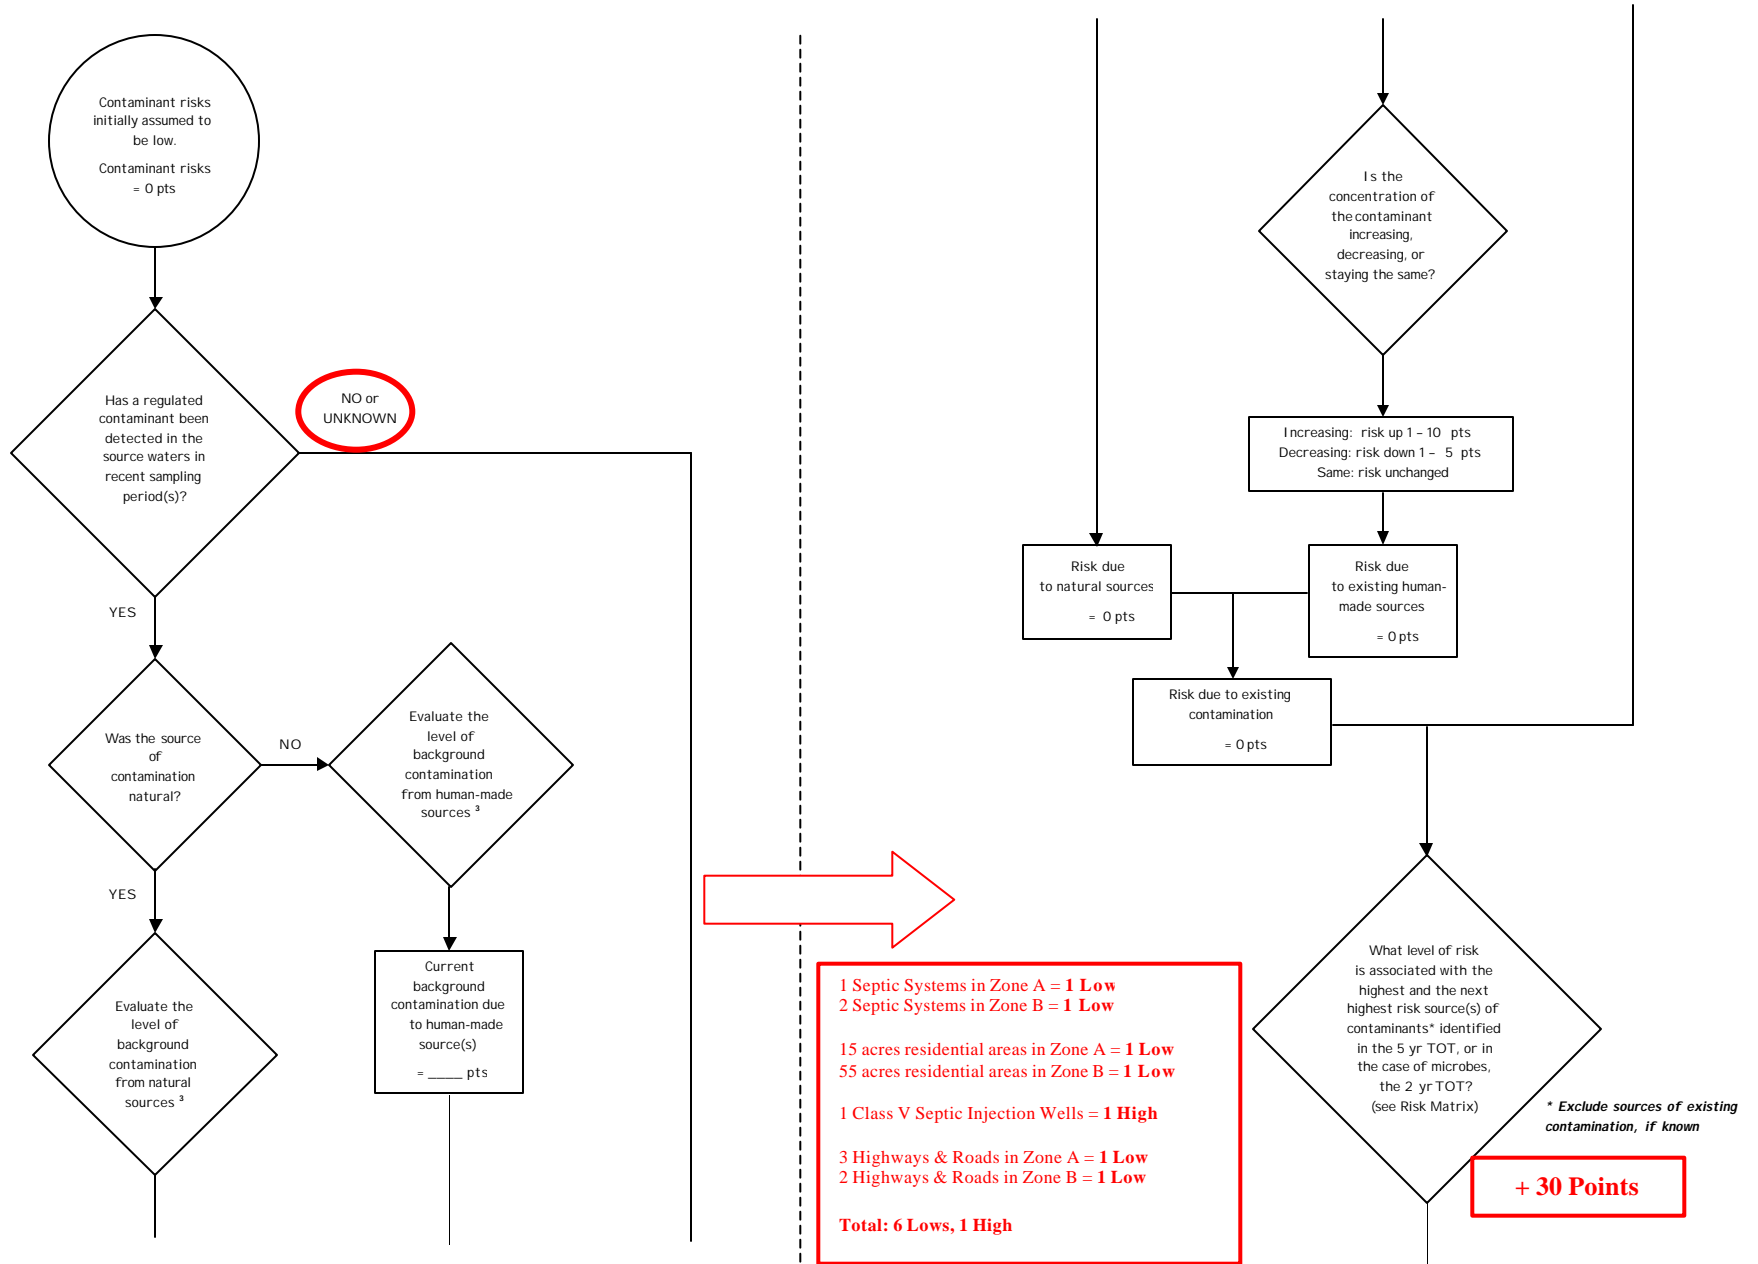 Contaminant risks
initially assumed to
be low.
Contaminant risks
= 0 pts
Has a regulated
contaminant been
detected in the
source waters in
recent sampling
period(s)?
NO or
UNKNOWN
YES
Was the source
of
contamination
natural?
NO
Evaluate the
level of
background
contamination
from human-made
sources ³
YES
Evaluate the
level of
background
contamination
from natural
sources ³
Current
background
contamination due
to human-made
source(s)
= ____ pts
Is the
concentration of
the contaminant
increasing,
decreasing, or
staying the same?
Increasing: risk up 1 – 10 pts
Decreasing: risk down 1 – 5 pts
Same: risk unchanged
Risk due
to natural sources
= 0 pts
Risk due
to existing human-
made sources
= 0 pts
Risk due to existing
contamination
= 0 pts
1 Septic Systems in Zone A = 1 Low
2 Septic Systems in Zone B = 1 Low
15 acres residential areas in Zone A = 1 Low
55 acres residential areas in Zone B = 1 Low
1 Class V Septic Injection Wells = 1 High
3 Highways & Roads in Zone A = 1 Low
2 Highways & Roads in Zone B = 1 Low
Total: 6 Lows, 1 High
What level of risk
is associated with the
highest and the next
highest risk source(s) of
contaminants* identified
in the 5 yr TOT, or in
the case of microbes,
the 2 yr TOT?
(see Risk Matrix)
* Exclude sources of existing
contamination, if known
+ 30 Points